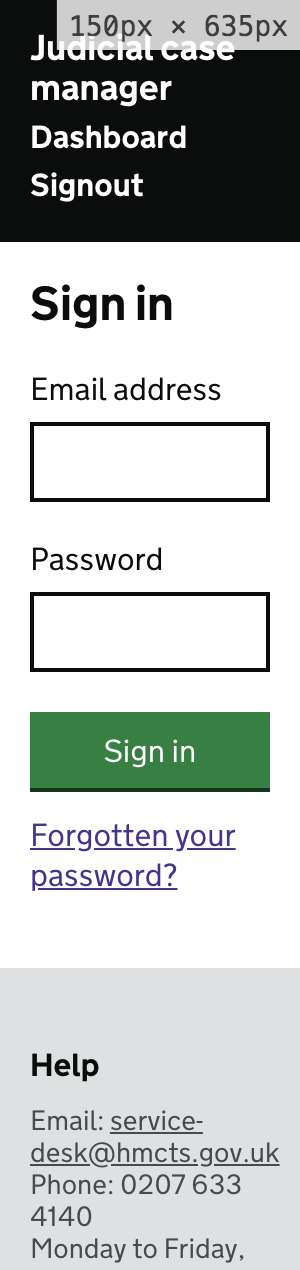 150px × 635px
Judicial case
manager
Dashboard
Signout
Sign in
Email address
Password
Sign in
Forgotten your
password?
Help
Email: service-
desk@hmcts.gov.uk
Phone: 0207 633
4140
Monday to Friday,